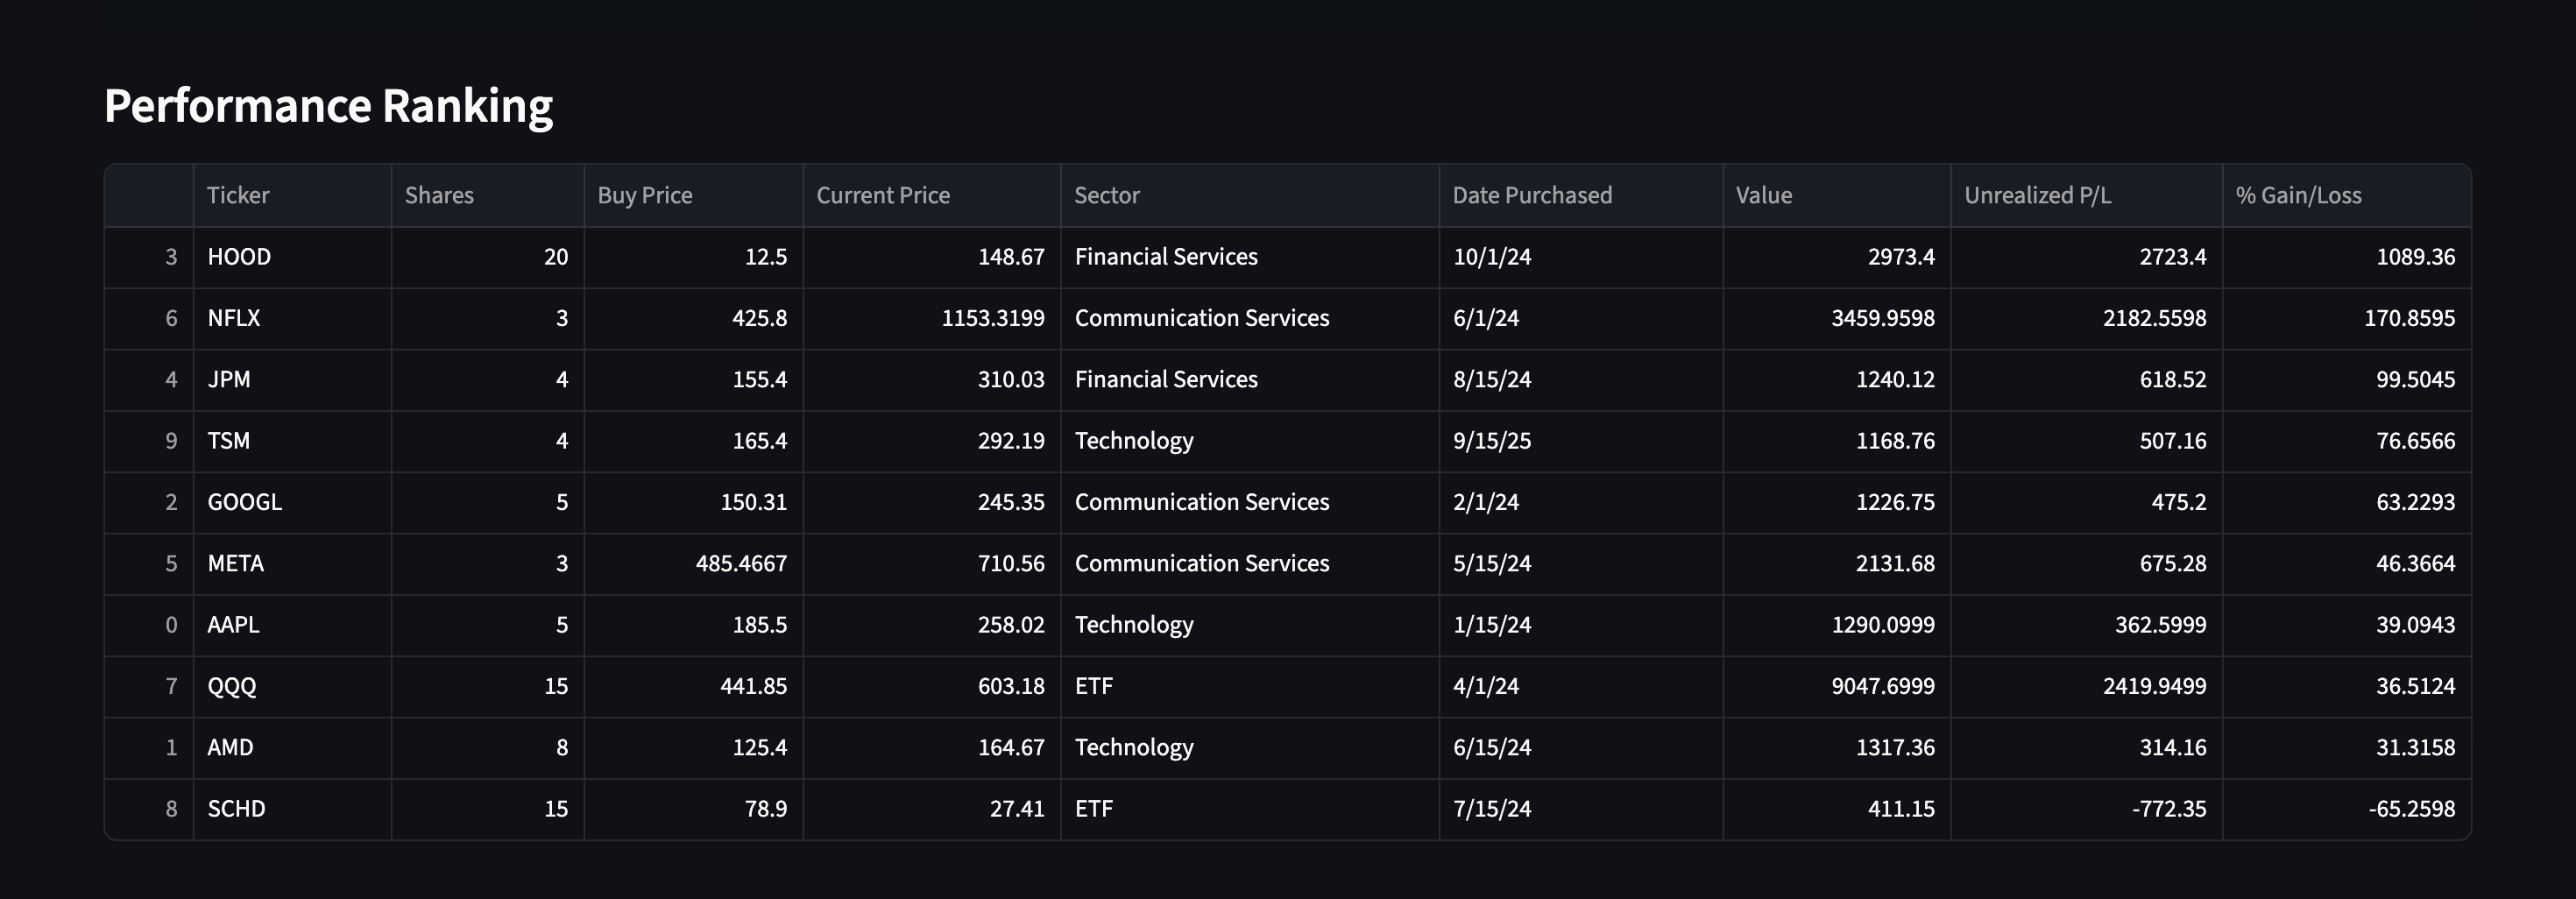 Performance Ranking
Ticker Shares Buy Price Current Price Sector Date Purchased Value Unrealized P/L % Gain/Loss
3 HOOD 20 12.5 148.67 Financial Services 10/1/24 2973.4 2723.4 1089.36
6 NFLX 3 425.8 1153.3199 Communication Services 6/1/24 3459.9598 2182.5598 170.8595
4 JPM 4 155.4 310.03 Financial Services 8/15/24 1240.12 618.52 99.5045
9 TSM 4 165.4 292.19 Technology 9/15/25 1168.76 507.16 76.6566
2 GOOGL 5 150.31 245.35 Communication Services 2/1/24 1226.75 475.2 63.2293
5 META 3 485.4667 710.56 Communication Services 5/15/24 2131.68 675.28 46.3664
0 AAPL 5 185.5 258.02 Technology 1/15/24 1290.0999 362.5999 39.0943
7 QQQ 15 441.85 603.18 ETF 4/1/24 9047.6999 2419.9499 36.5124
1 AMD 8 125.4 164.67 Technology 6/15/24 1317.36 314.16 31.3158
8 SCHD 15 78.9 27.41 ETF 7/15/24 411.15 -772.35 -65.2598